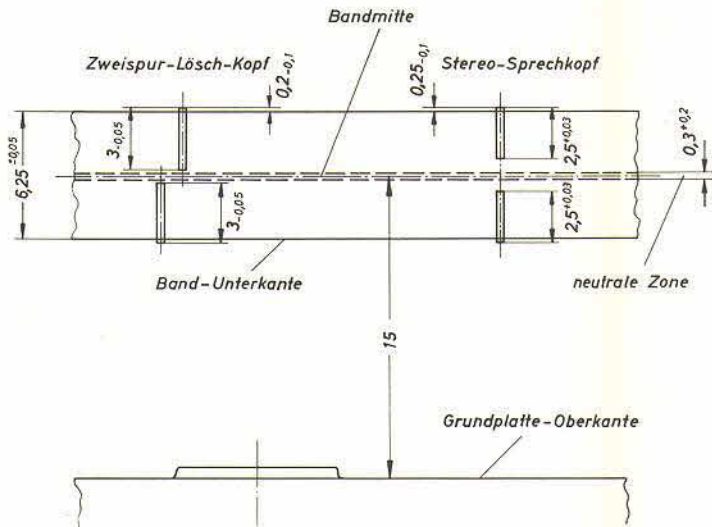 Bandmitte
Zweispur-Lösch-Kopf
0,2-0,1
0,25-0,1
Stereo-Sprechkopf
6,25±0,05
3-0,05
2,5+0,03
0,3+0,2
3-0,05
2,5+0,03
Band-Unterkante
neutrale Zone
15
Grundplatte-Oberkante